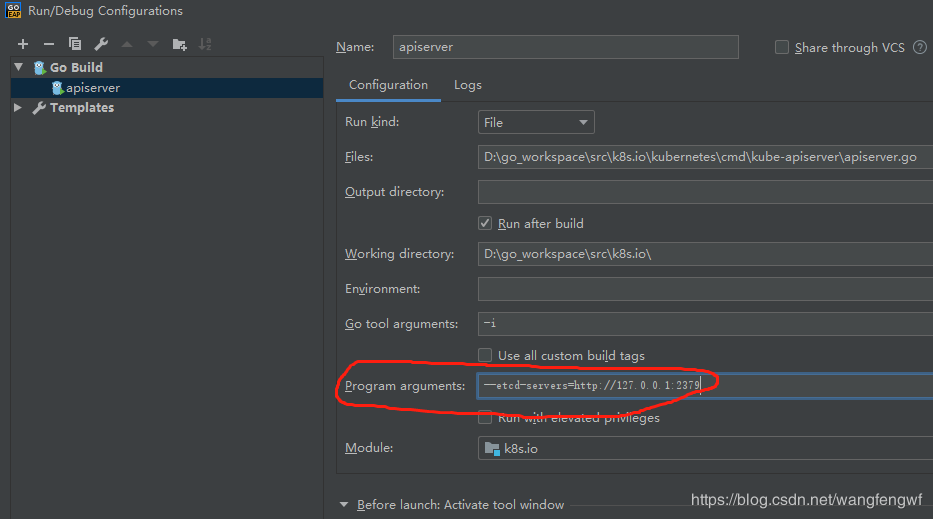 GO
EAP
Run/Debug Configurations
Go Build
apiserver
Templates
Name: apiserver
Share through VCS ?
Configuration Logs
Run kind: File
Files: D:\go_workspace\src\k8s.io\kubernetes\cmd\kube-apiserver\apiserver.go
Output directory:
Run after build
Working directory: D:\go_workspace\src\k8s.io\
Environment:
Go tool arguments: -i
Use all custom build tags
Program arguments: --etcd-servers=http://127.0.0.1:2379
Run with elevated privileges
Module: k8s.io
Before launch: Activate tool window
https://blog.csdn.net/wangfengwf